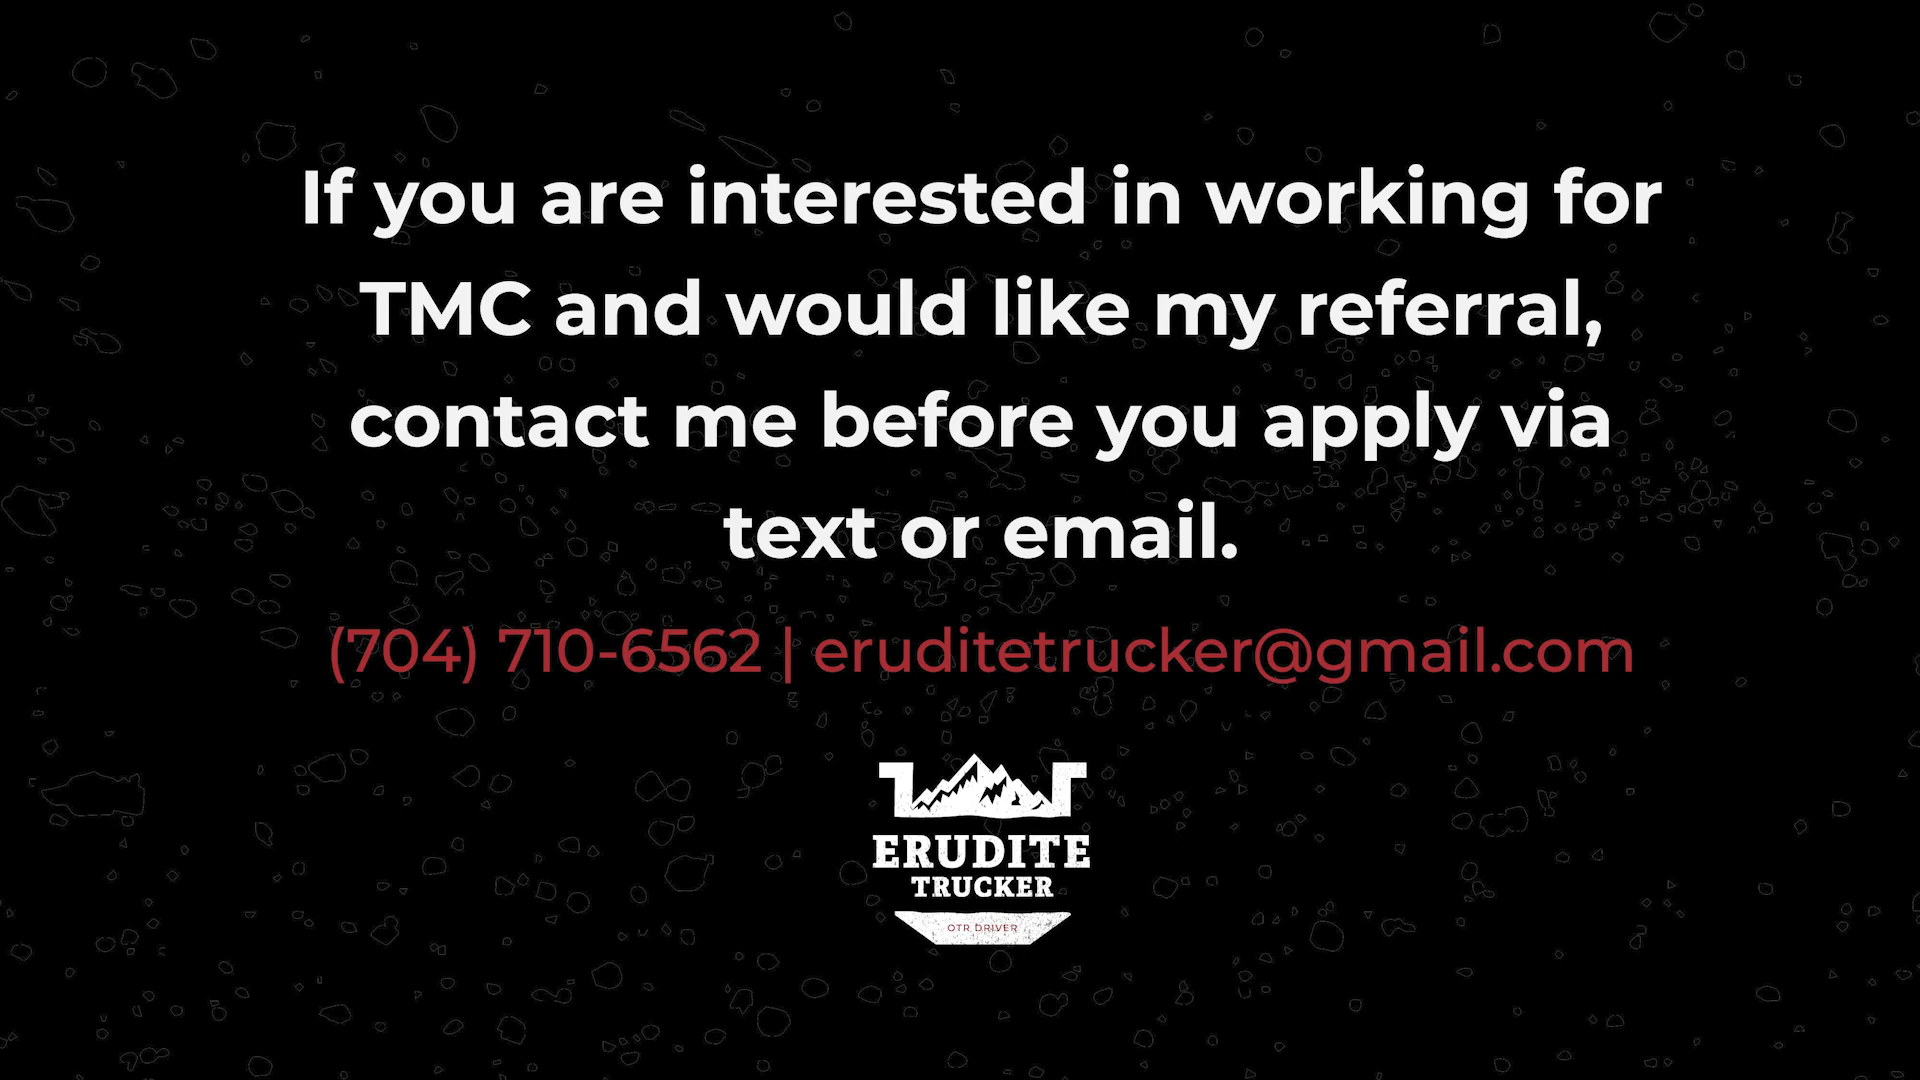 If you are interested in working for
TMC and would like my referral,
contact me before you apply via
text or email.
(704) 710-6562 | eruditetrucker@gmail.com
ERUDITE
TRUCKER
OTR DRIVER